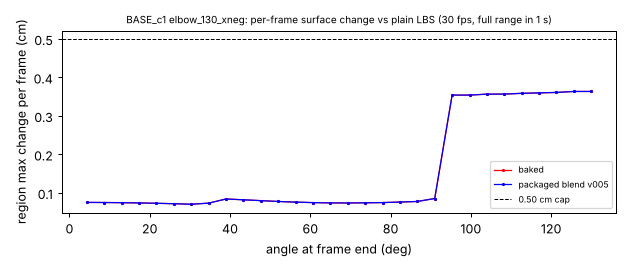 BASE_c1 elbow_130_xneg: per-frame surface change vs plain LBS (30 fps, full range in 1 s)
region max change per frame (cm)
0.5
0.4
0.3
0.2
0.1
baked
packaged blend v005
0.50 cm cap
0 20 40 60 80 100 120
angle at frame end (deg)